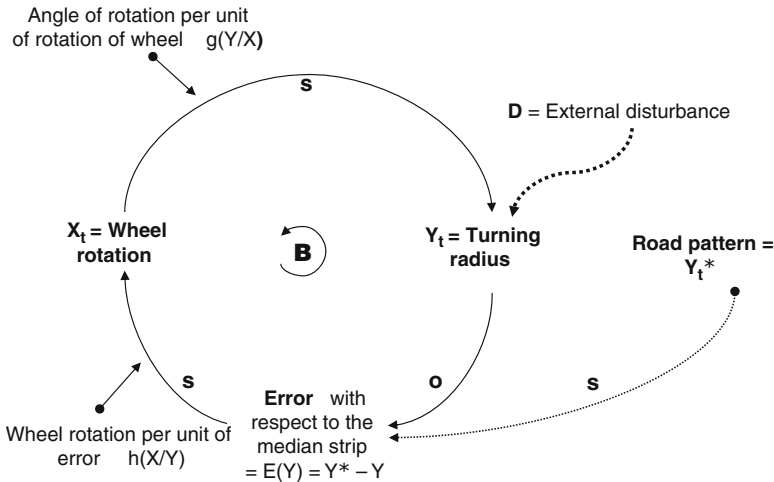 Angle of rotation per unit
of rotation of wheel g(Y/X)
s
D = External disturbance
Xt = Wheel
rotation
B
Yt = Turning
radius
Road pattern =
Yt*
s
o
s
Error with
respect to the
median strip
= E(Y) = Y* – Y
Wheel rotation per unit of
error h(X/Y)